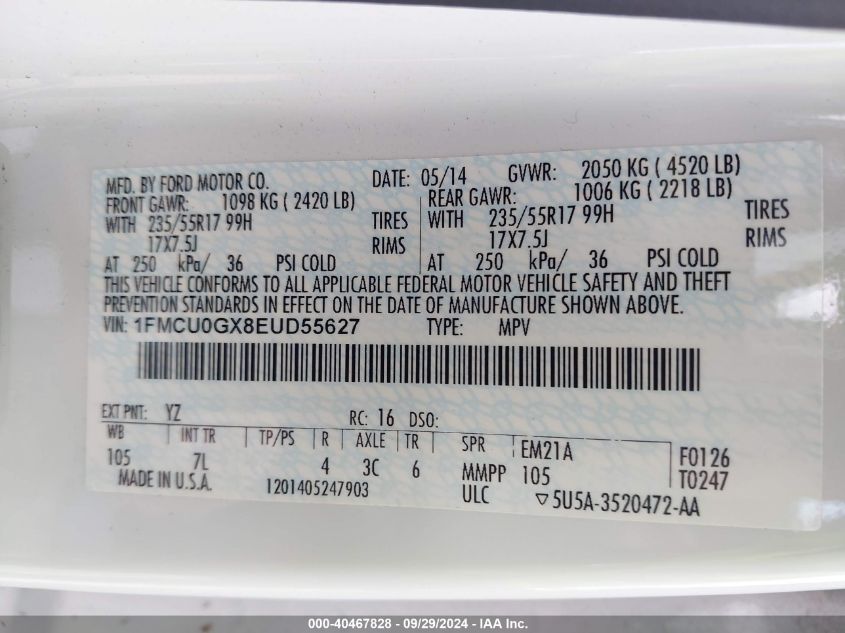 MFD. BY FORD MOTOR CO. DATE: 05/14 GVWR: 2050 KG ( 4520 LB)
FRONT GAWR: 1098 KG ( 2420 LB) REAR GAWR: 1006 KG ( 2218 LB)
WITH 235/55R17 99H TIRES WITH 235/55R17 99H TIRES
17X7.5J RIMS 17X7.5J RIMS
AT 250 kPa/ 36 PSI COLD AT 250 kPa/ 36 PSI COLD
THIS VEHICLE CONFORMS TO ALL APPLICABLE FEDERAL MOTOR VEHICLE SAFETY AND THEFT
PREVENTION STANDARDS IN EFFECT ON THE DATE OF MANUFACTURE SHOWN ABOVE.
VIN: 1FMCU0GX8EUD55627 TYPE: MPV
EXT PNT: YZ RC: 16 DSO:
WB INT TR TP/PS R AXLE TR SPR EM21A F0126
105 7L 4 3C 6 MMPP 105 T0247
MADE IN U.S.A. 1201405247903 ULC ▽5U5A-3520472-AA
000-40467828 - 09/29/2024 - IAA Inc.